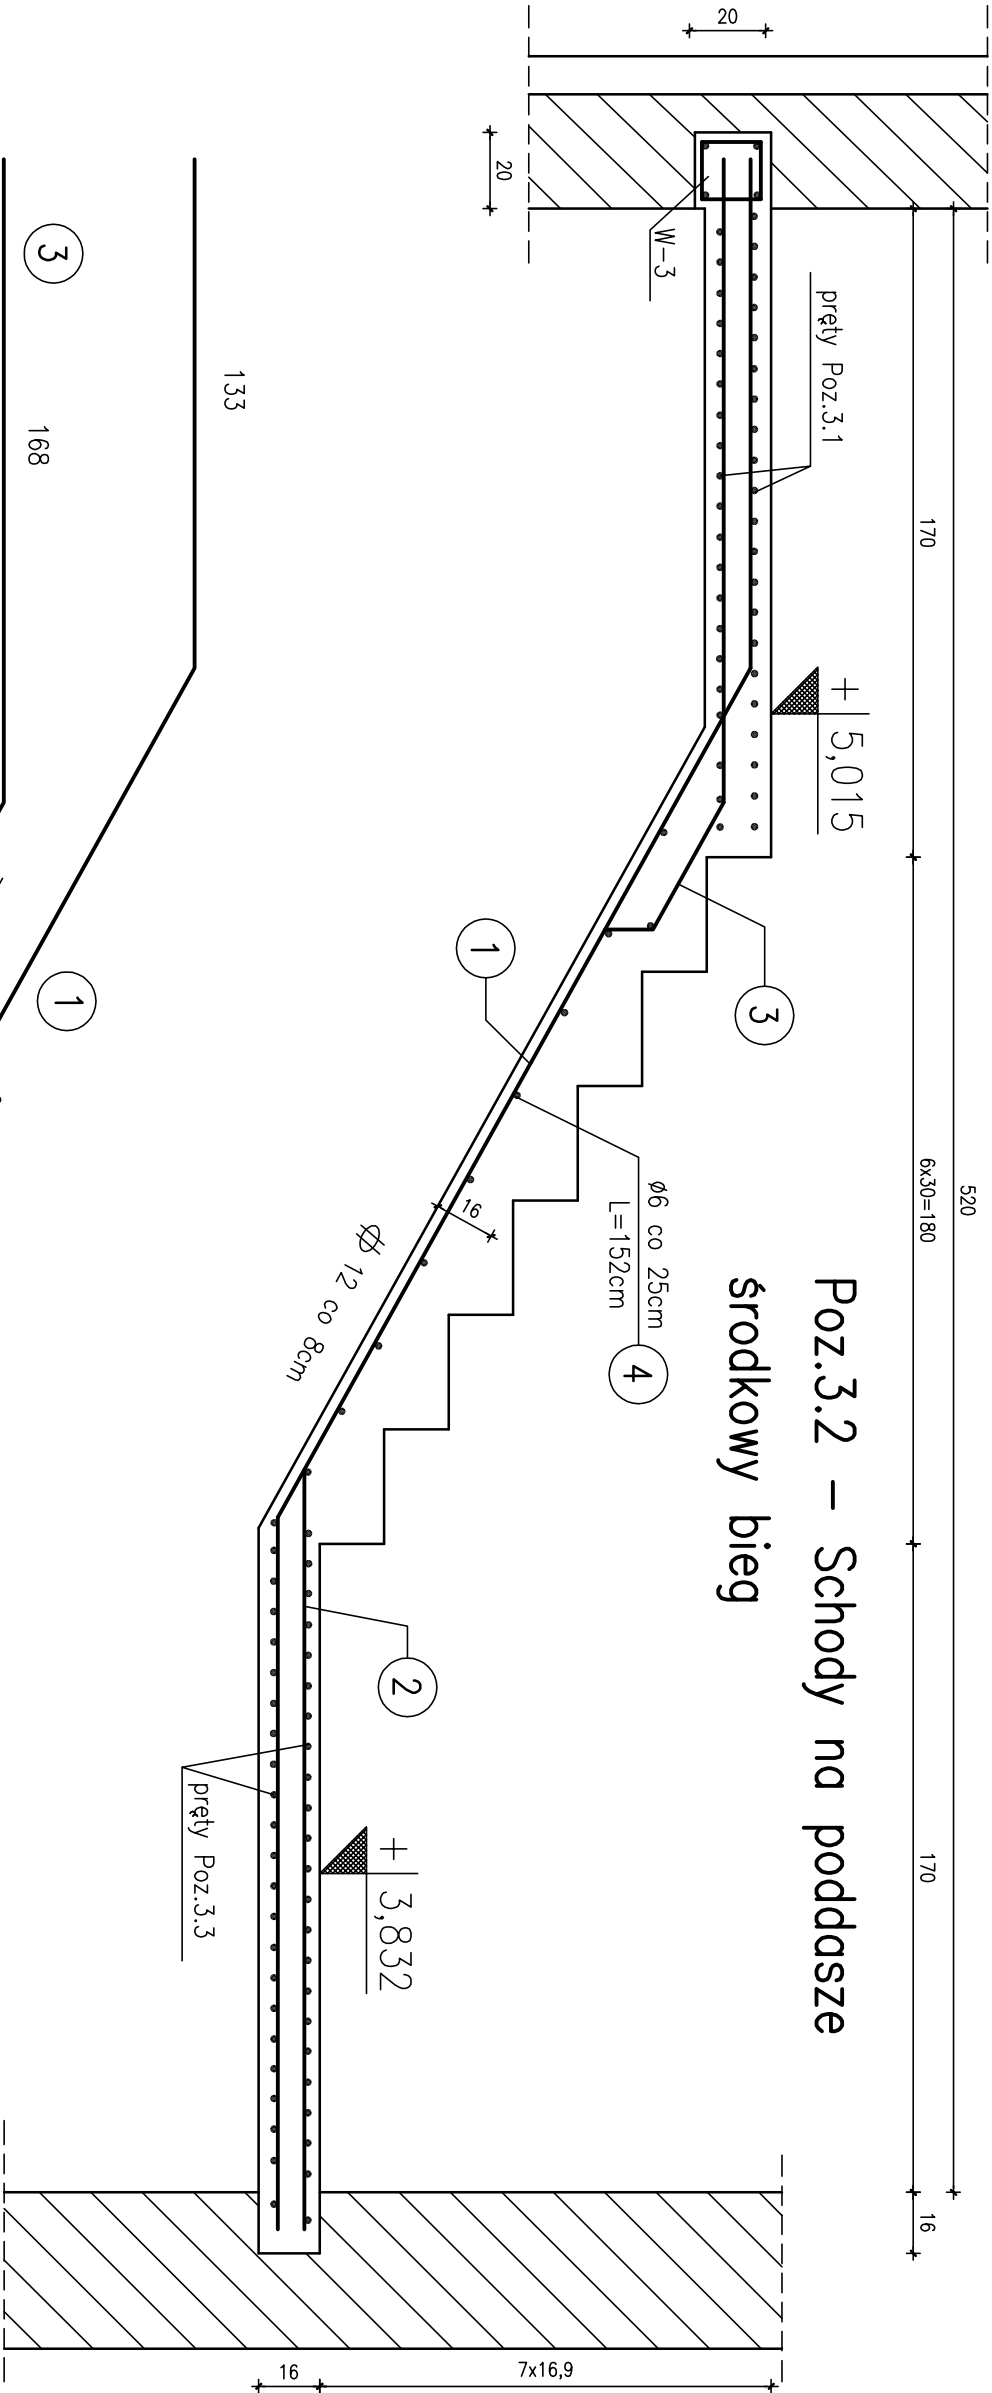 Poz.3.2 – Schody na poddasze
środkowy bieg
520
170
6x30=180
170
16
20
20
W-3
pręty Poz.3.1
+ 5,015
3
1
ø6 co 25cm
L=152cm
4
16
12 co 8cm
2
pręty Poz.3.3
+ 3,832
16
7x16,9
133
168
3
1